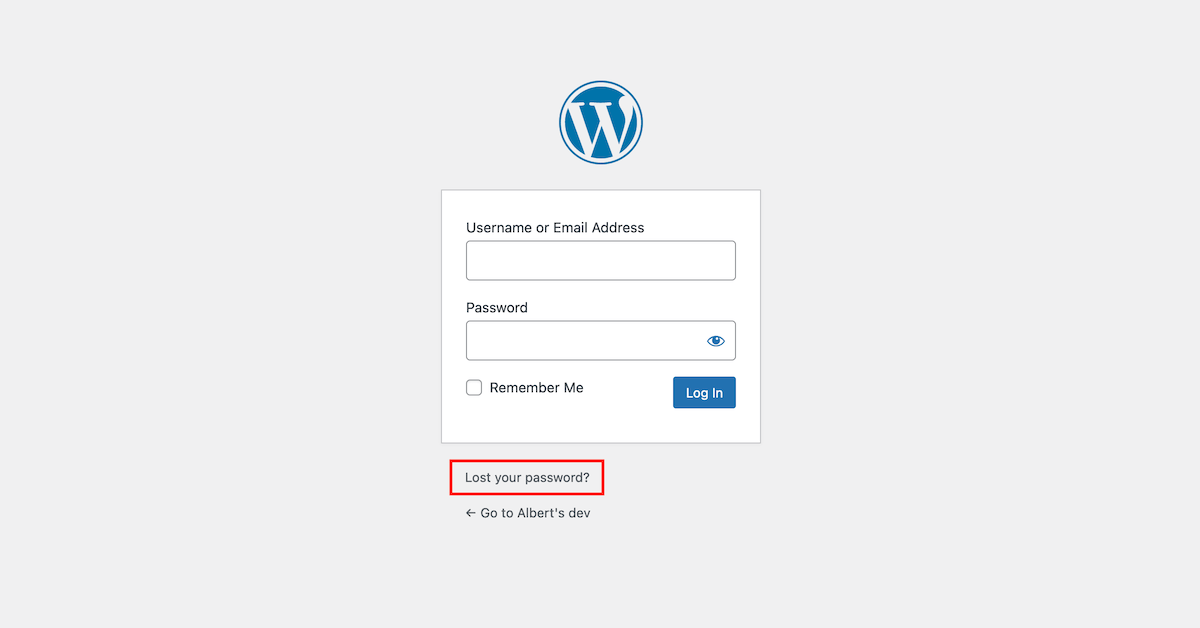 Username or Email Address
Password
Remember Me
Log In
Lost your password?
← Go to Albert's dev